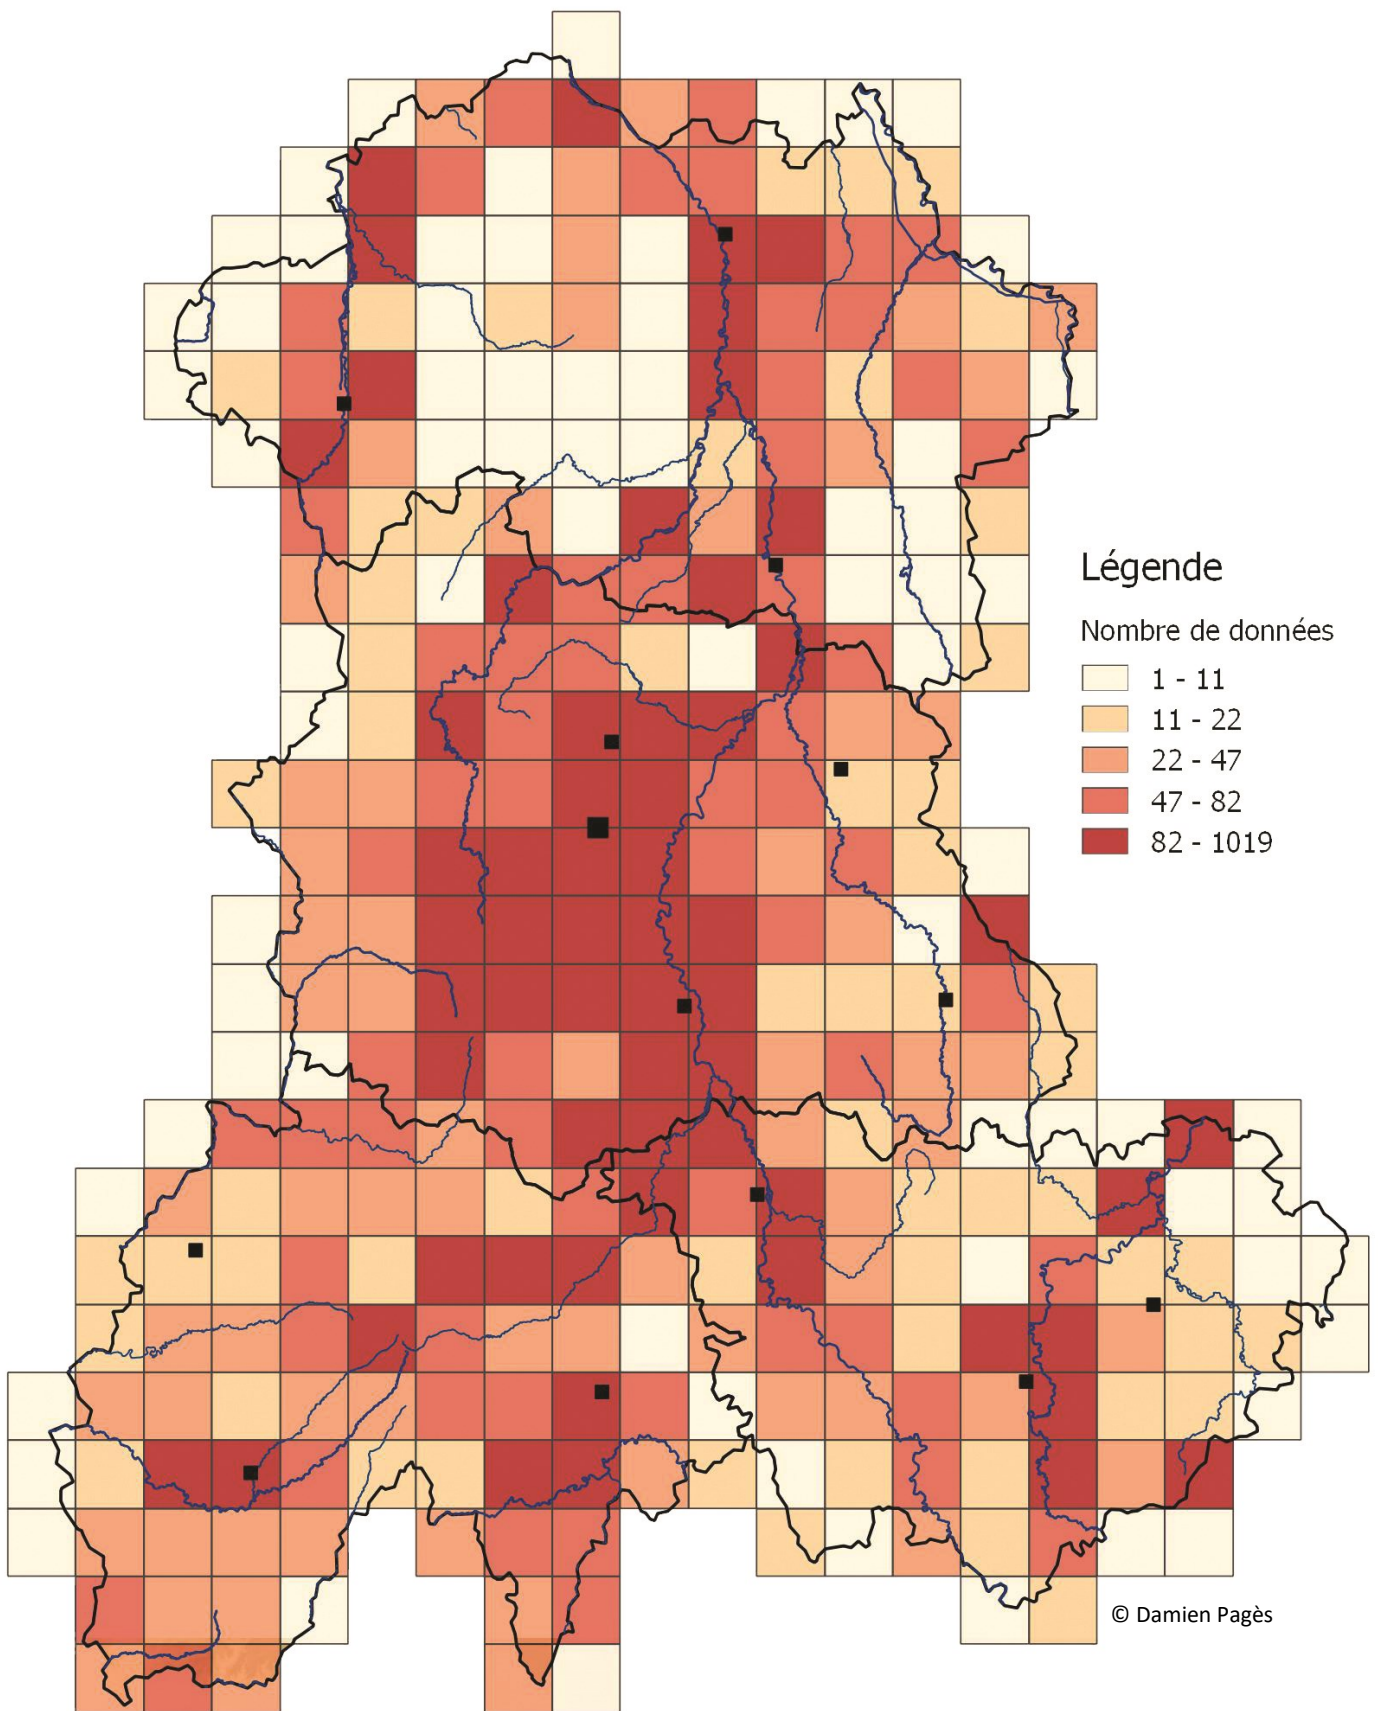 Légende
Nombre de données
1 - 11
11 - 22
22 - 47
47 - 82
82 - 1019
© Damien Pagès